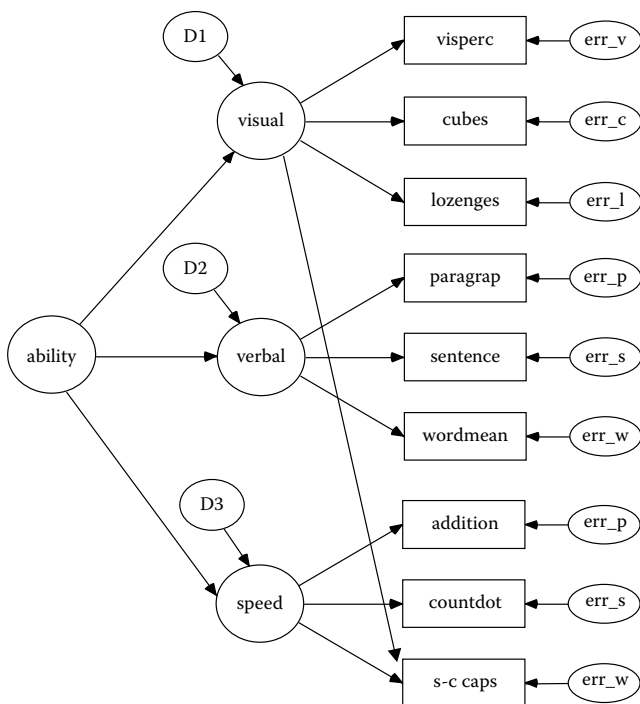 D1
visperc
err_v
visual
cubes
err_c
lozenges
err_l
D2
paragrap
err_p
ability
verbal
sentence
err_s
wordmean
err_w
D3
addition
err_p
speed
countdot
err_s
s-c caps
err_w